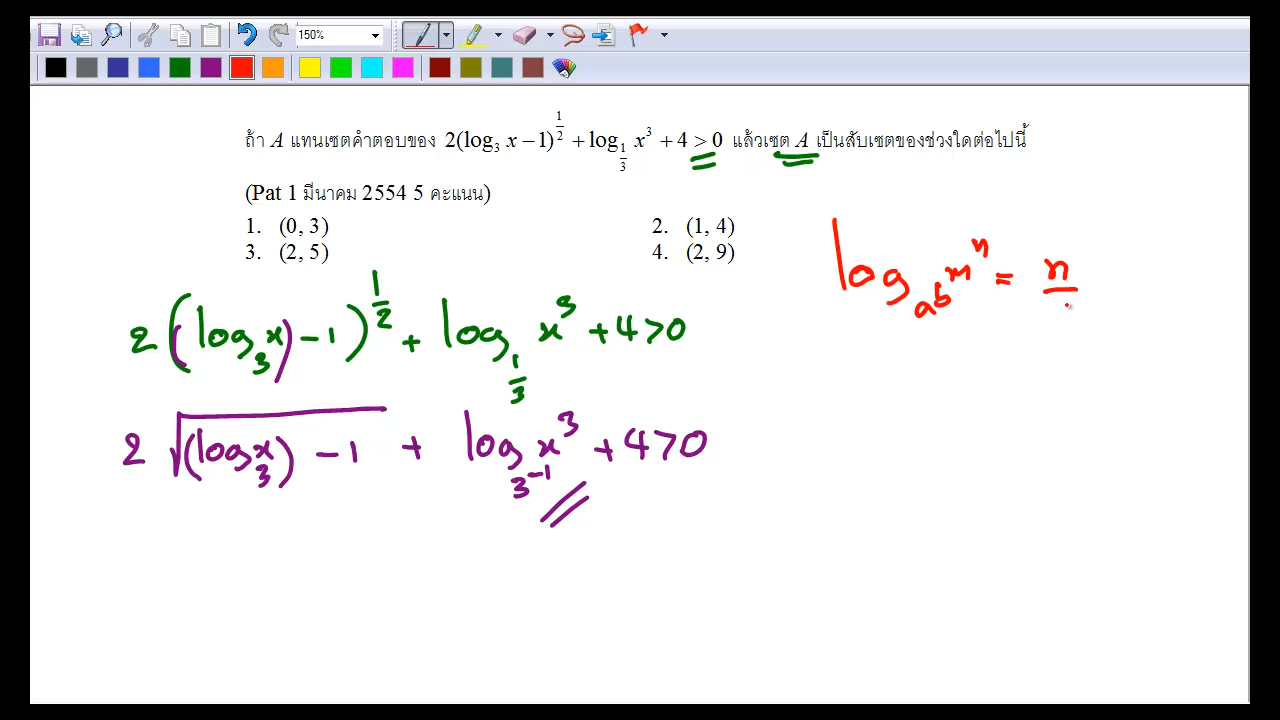 150%
ถ้า A แทนเซตคำตอบของ 2(log₃ x − 1)^(1/2) + log_(1/3) x³ + 4 > 0 แล้วเซต A เป็นสับเซตของช่วงใดต่อไปนี้
(Pat 1 มีนาคม 2554 5 คะแนน)
1. (0, 3) 2. (1, 4)
3. (2, 5) 4. (2, 9)
log_(a^b) m^n = n/
2((log₃ x) − 1)^(1/2) + log_(1/3) x³ + 4 > 0
2√((log₃ x) − 1) + log_(3⁻¹) x³ + 4 > 0